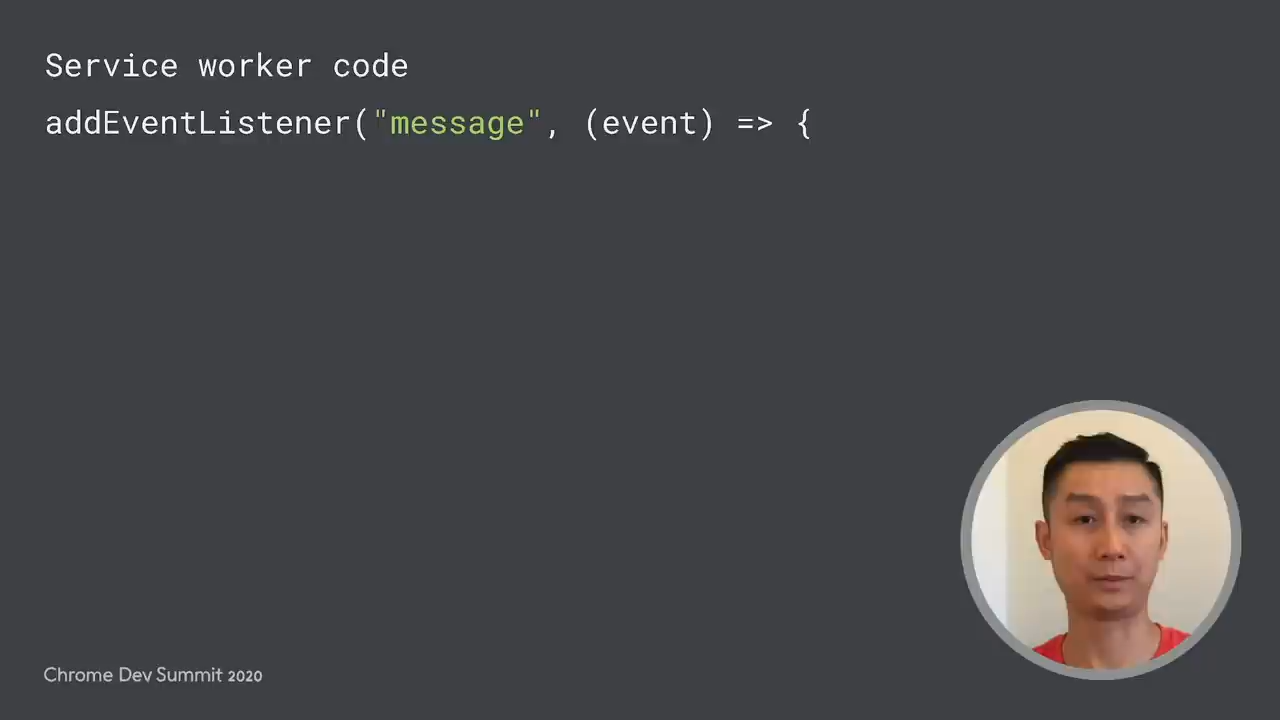 Service worker code
addEventListener("message", (event) => {
Chrome Dev Summit 2020